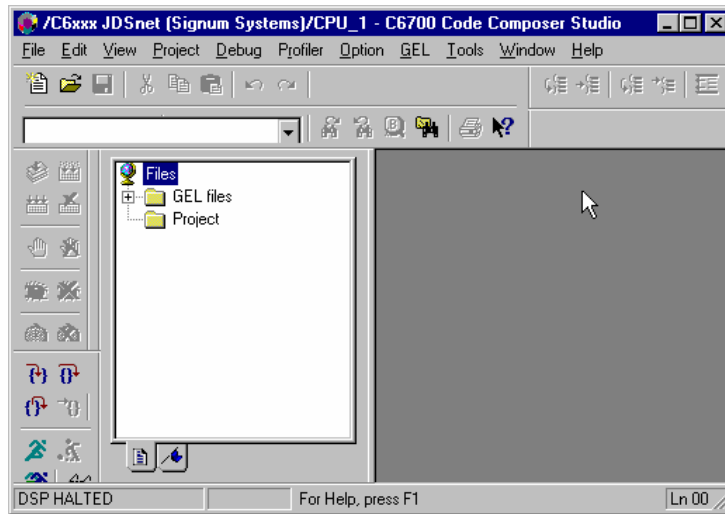 /C6xxx JDSnet (Signum Systems)/CPU_1 - C6700 Code Composer Studio
File Edit View Project Debug Profiler Option GEL Tools Window Help
Files
GEL files
Project
DSP HALTED For Help, press F1 Ln 00